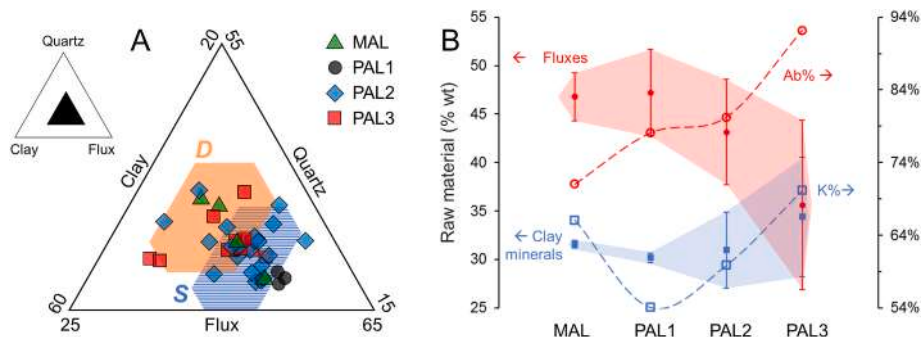 A
Quartz
Clay
Flux
20
55
MAL
PAL1
PAL2
PAL3
D
S
Clay
Quartz
60
15
25
Flux
65
B
Raw material (% wt)
55
50
45
40
35
30
25
← Fluxes
Ab% →
K%→
← Clay
minerals
94%
84%
74%
64%
54%
MAL
PAL1
PAL2
PAL3